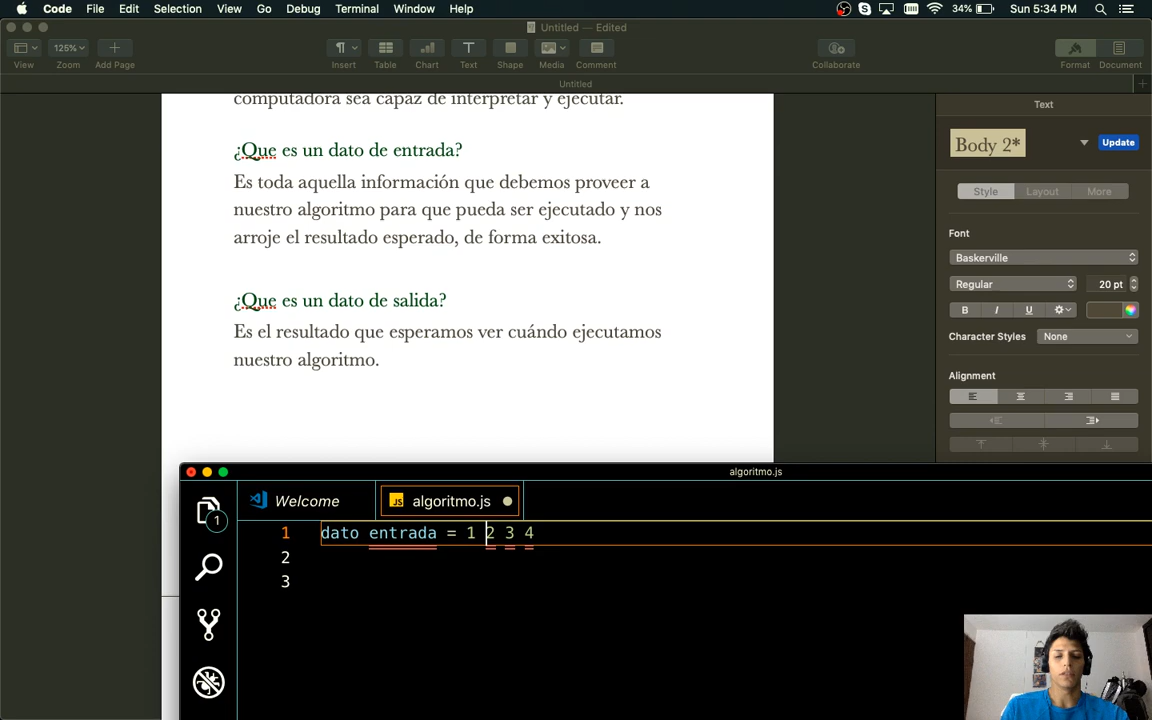 Code File Edit Selection View Go Debug Terminal Window Help 34% Sun 5:34 PM
Untitled — Edited
125%
View Zoom Add Page Insert Table Chart Text Shape Media Comment Collaborate Format Document
Untitled
computadora sea capaz de interpretar y ejecutar.
¿Que es un dato de entrada?
Es toda aquella información que debemos proveer a
nuestro algoritmo para que pueda ser ejecutado y nos
arroje el resultado esperado, de forma exitosa.
¿Que es un dato de salida?
Es el resultado que esperamos ver cuándo ejecutamos
nuestro algoritmo.
Text
Body 2*
Update
Style Layout More
Font
Baskerville
Regular 20 pt
B I U
Character Styles None
Alignment
algoritmo.js
Welcome
JS algoritmo.js
1
1 dato entrada = 1 2 3 4
2
3